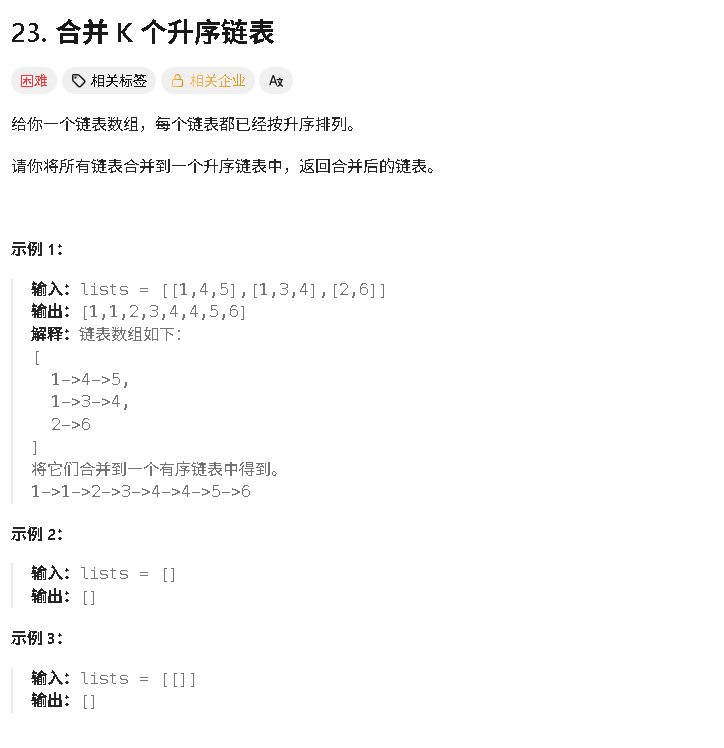 23. 合并 K 个升序链表
困难 相关标签 相关企业 A文
给你一个链表数组，每个链表都已经按升序排列。
请你将所有链表合并到一个升序链表中，返回合并后的链表。
示例 1：
输入：lists = [[1,4,5],[1,3,4],[2,6]]
输出：[1,1,2,3,4,4,5,6]
解释：链表数组如下：
[
  1->4->5,
  1->3->4,
  2->6
]
将它们合并到一个有序链表中得到。
1->1->2->3->4->4->5->6
示例 2：
输入：lists = []
输出：[]
示例 3：
输入：lists = [[]]
输出：[]